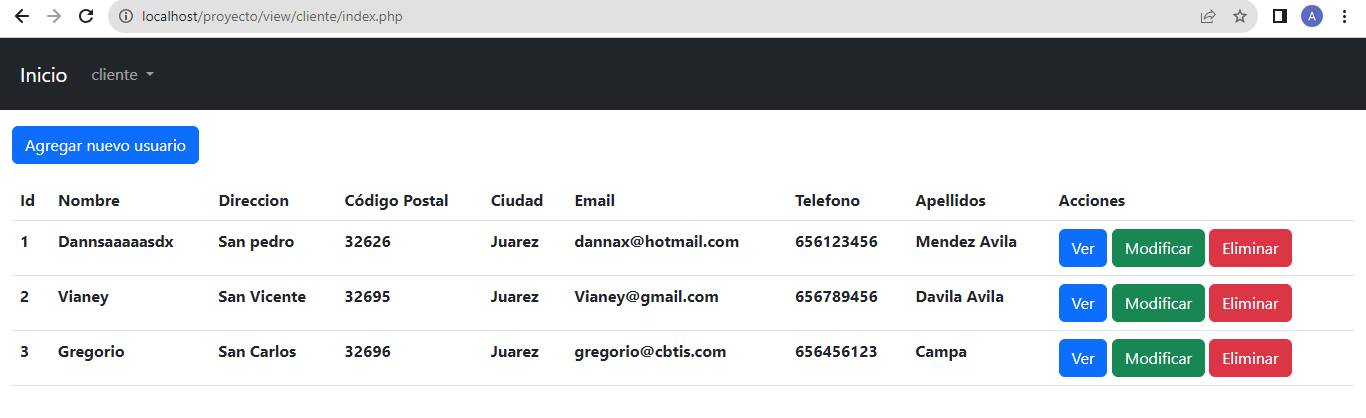 localhost/proyecto/view/cliente/index.php
A
Inicio cliente
Agregar nuevo usuario
Id Nombre Direccion Código Postal Ciudad Email Telefono Apellidos Acciones
1 Dannsaaaaasdx San pedro 32626 Juarez dannax@hotmail.com 656123456 Mendez Avila Ver Modificar Eliminar
2 Vianey San Vicente 32695 Juarez Vianey@gmail.com 656789456 Davila Avila Ver Modificar Eliminar
3 Gregorio San Carlos 32696 Juarez gregorio@cbtis.com 656456123 Campa Ver Modificar Eliminar